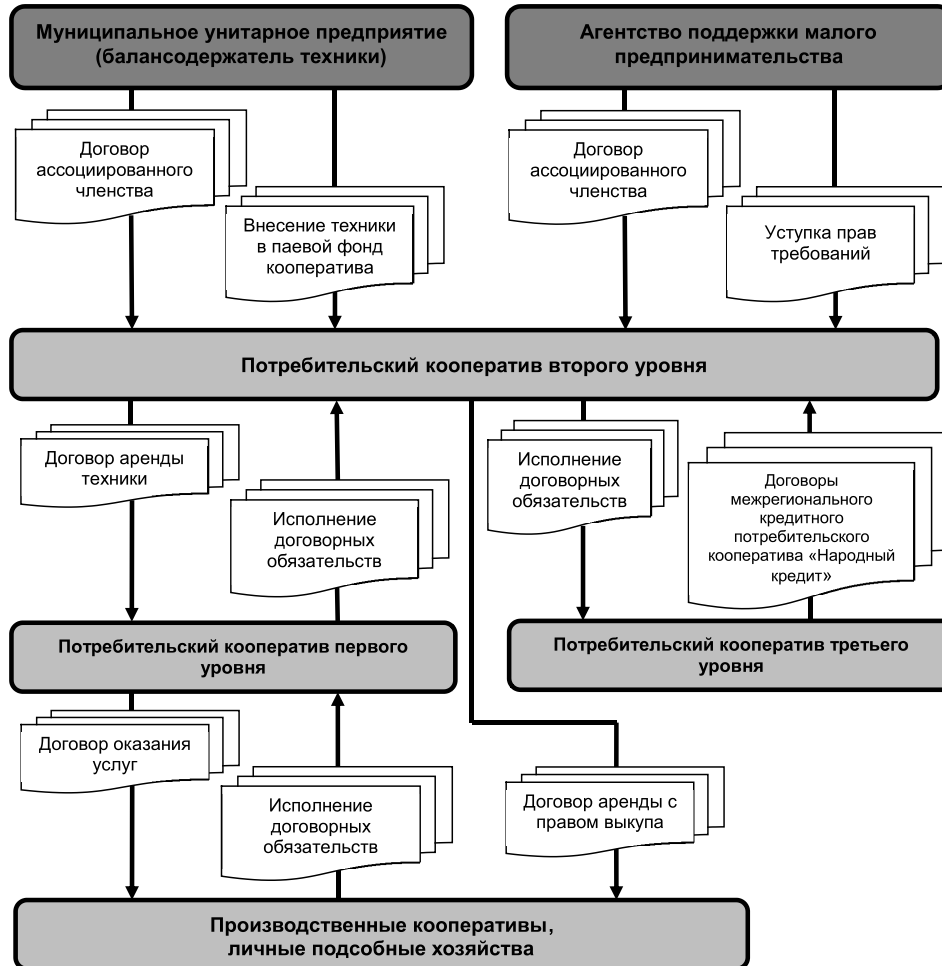 Муниципальное унитарное предприятие
(балансодержатель техники)
Агентство поддержки малого
предпринимательства
Договор
ассоциированного
членства
Внесение техники
в паевой фонд
кооператива
Договор
ассоциированного
членства
Уступка прав
требований
Потребительский кооператив второго уровня
Договор аренды
техники
Исполнение
договорных
обязательств
Исполнение
договорных
обязательств
Договоры
межрегионального
кредитного
потребительского
кооператива «Народный
кредит»
Потребительский кооператив первого
уровня
Потребительский кооператив третьего
уровня
Договор оказания
услуг
Исполнение
договорных
обязательств
Договор аренды с
правом выкупа
Производственные кооперативы,
личные подсобные хозяйства